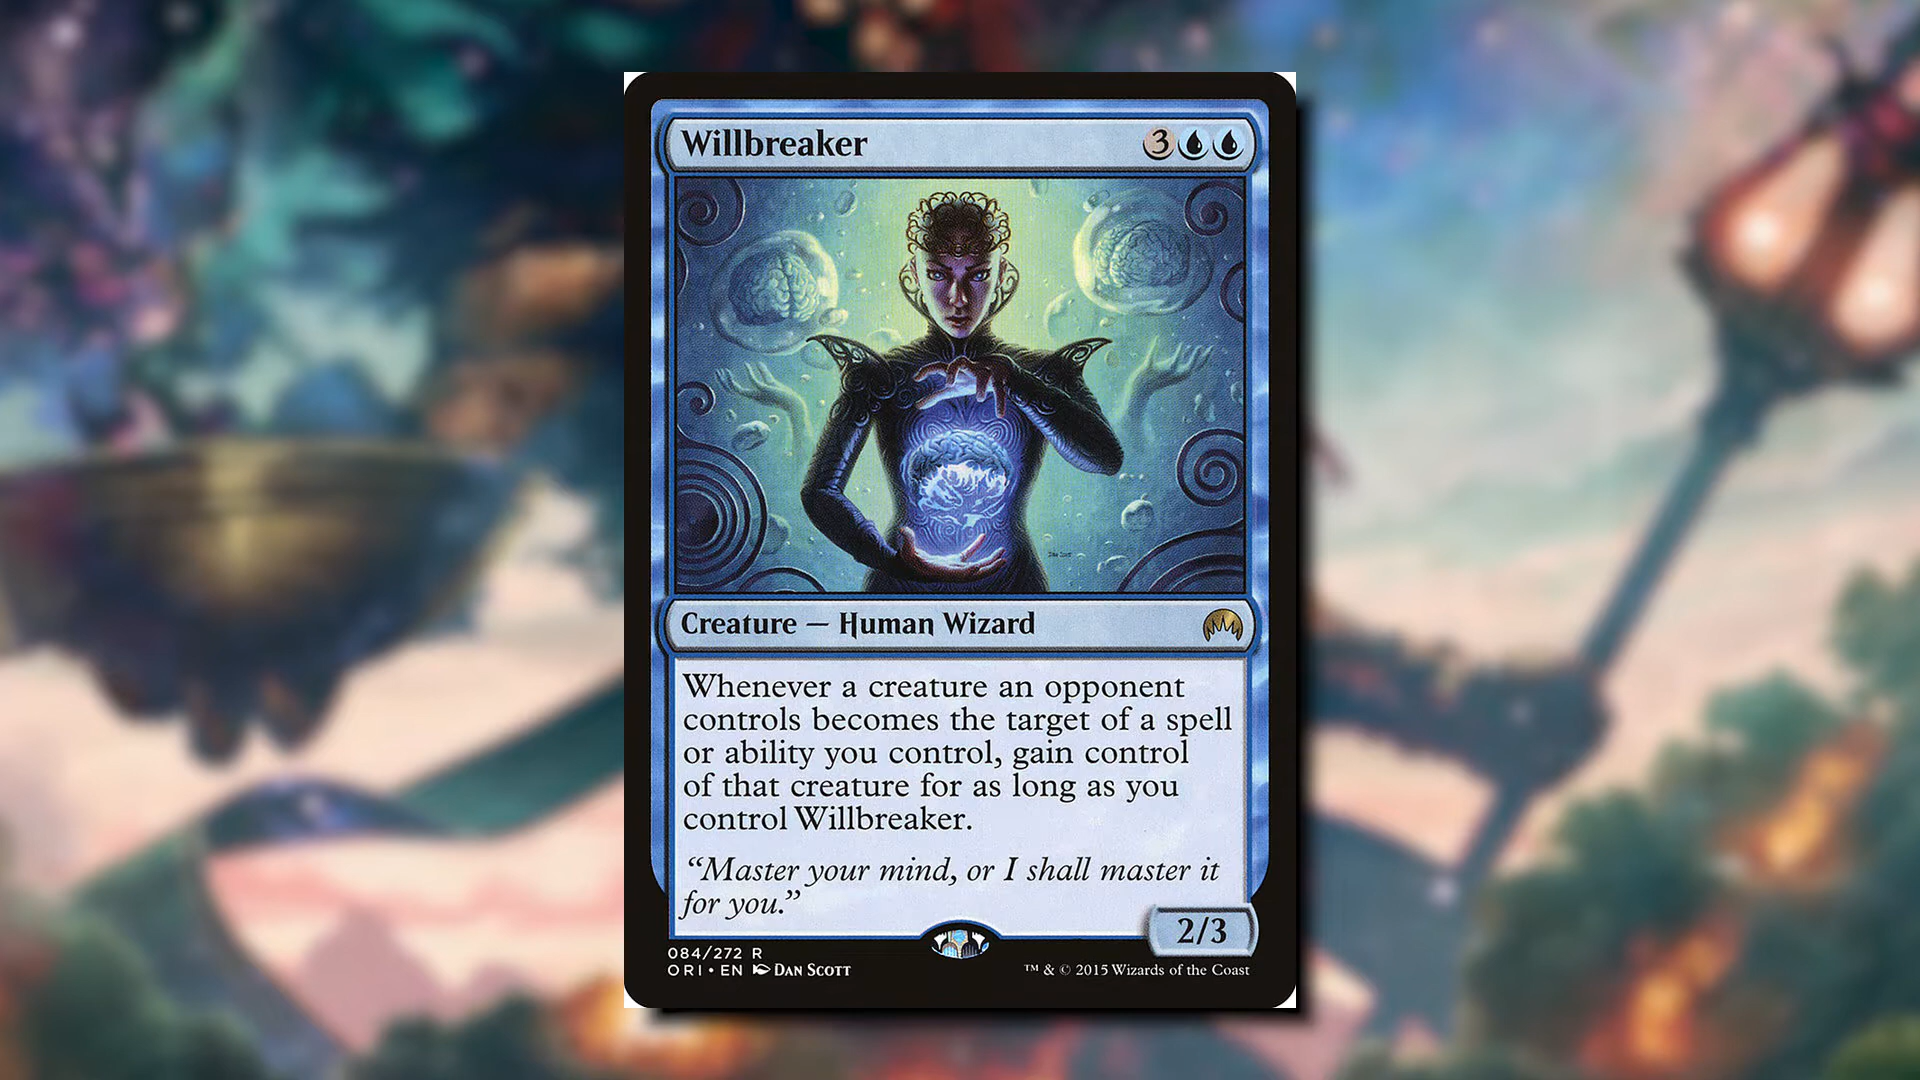 Willbreaker 3
Creature — Human Wizard
Whenever a creature an opponent
controls becomes the target of a spell
or ability you control, gain control
of that creature for as long as you
control Willbreaker.
“Master your mind, or I shall master it
for you.”
2/3
084/272 R
ORI • EN Dan Scott
™ & © 2015 Wizards of the Coast